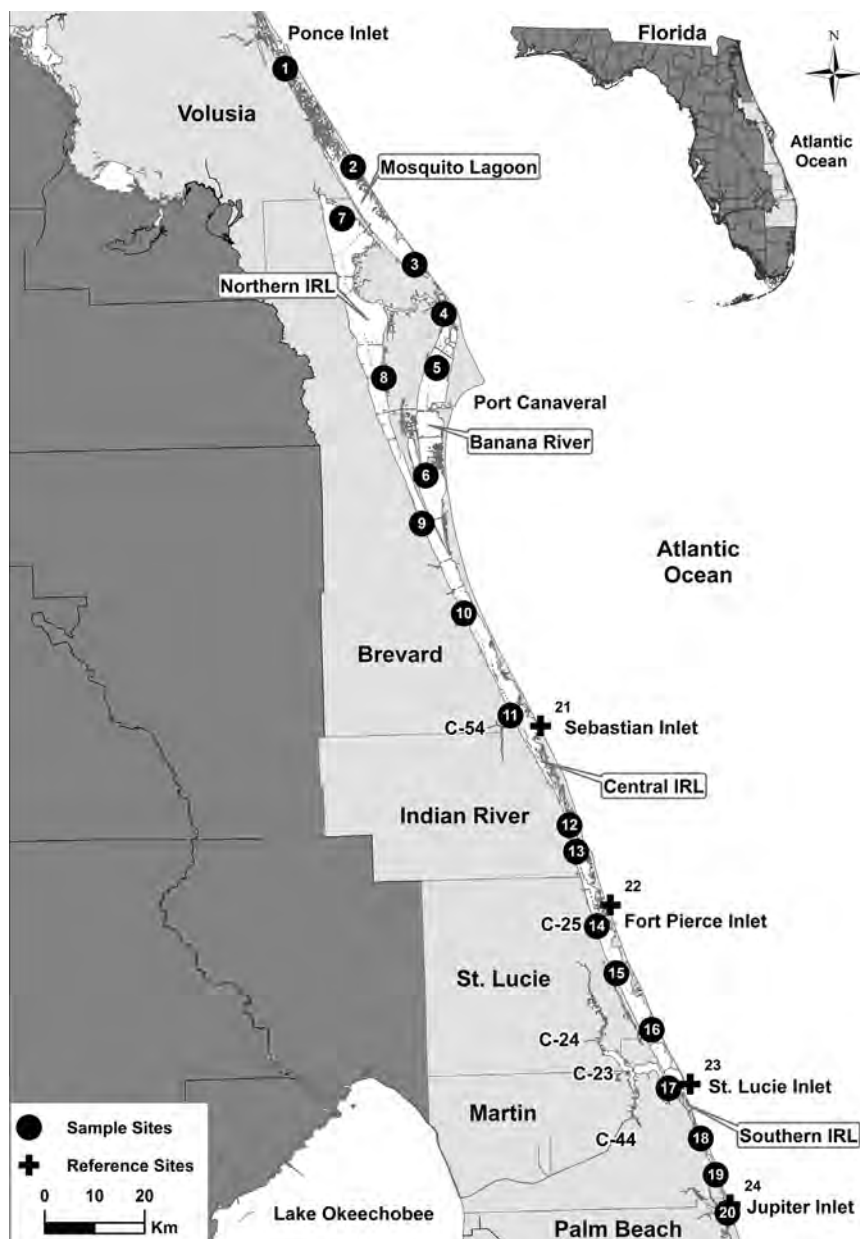 Ponce Inlet
Florida
N
1
Volusia
Atlantic
Ocean
2
Mosquito Lagoon
7
3
Northern IRL
4
5
8
Port Canaveral
Banana River
6
9
Atlantic
Ocean
10
Brevard
21
11
C-54
Sebastian Inlet
Central IRL
Indian River
12
13
22
C-25
14
Fort Pierce Inlet
15
St. Lucie
16
C-24
23
C-23
17
St. Lucie Inlet
Martin
C-44
18
Southern IRL
19
24
20
Jupiter Inlet
Palm Beach
Lake Okeechobee
Sample Sites
Reference Sites
0 10 20
Km